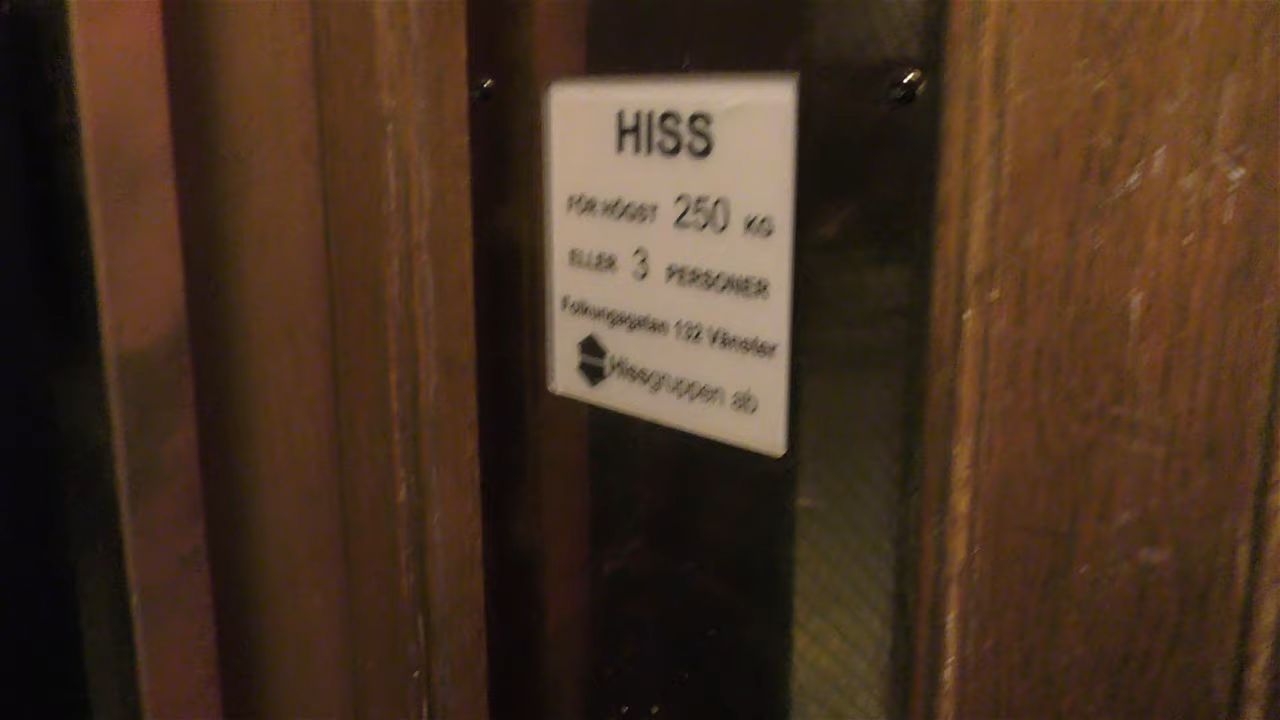 HISS
FÖR HÖGST 250 KG
ELLER 3 PERSONER
Folkungagatan 132 Vänster
Hissgruppen ab